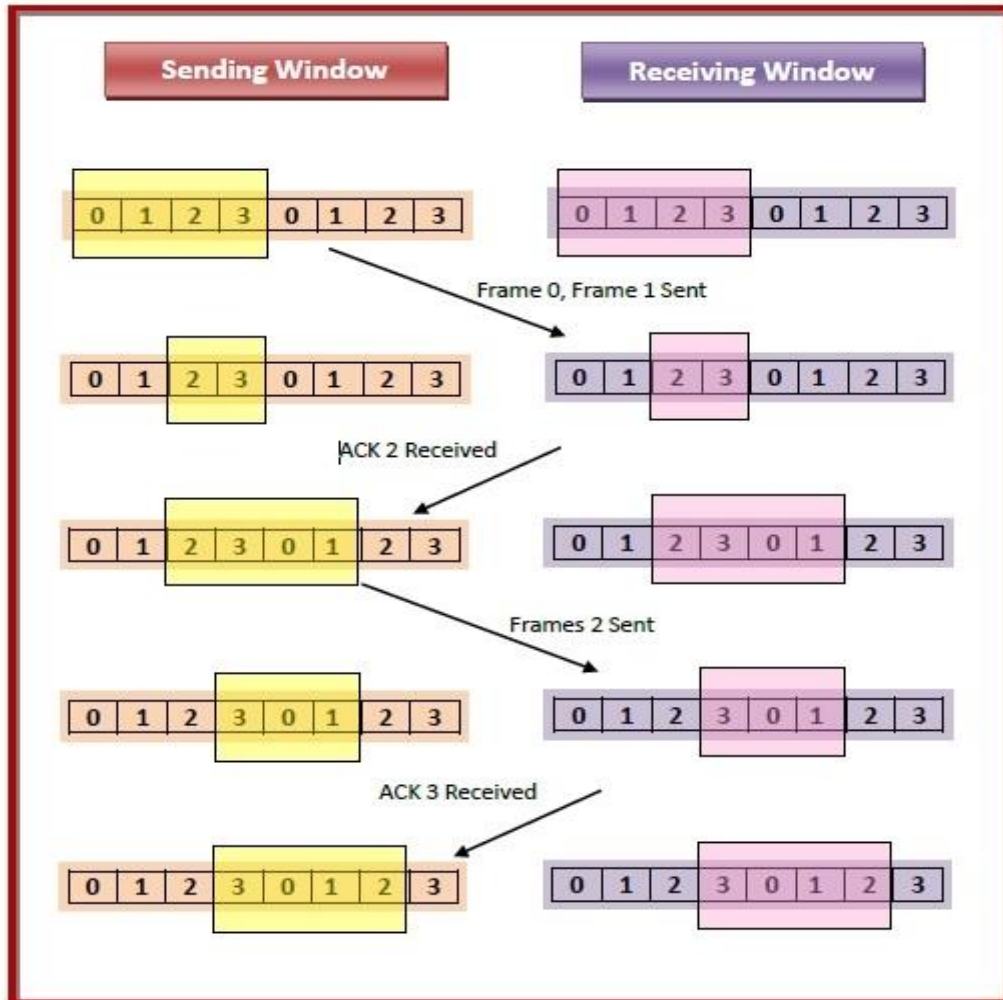 Sending Window
Receiving Window
0 1 2 3 0 1 2 3
0 1 2 3 0 1 2 3
Frame 0, Frame 1 Sent
0 1 2 3 0 1 2 3
0 1 2 3 0 1 2 3
ACK 2 Received
0 1 2 3 0 1 2 3
0 1 2 3 0 1 2 3
Frames 2 Sent
0 1 2 3 0 1 2 3
0 1 2 3 0 1 2 3
ACK 3 Received
0 1 2 3 0 1 2 3
0 1 2 3 0 1 2 3